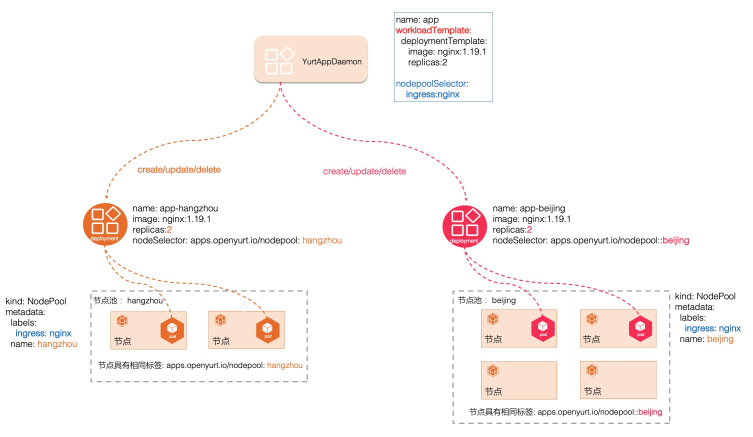 YurtAppDaemon
name: app
workloadTemplate:
deploymentTemplate:
image: nginx:1.19.1
replicas:2
nodepoolSelector:
ingress:nginx
create/update/delete
create/update/delete
deployment
name: app-hangzhou
image: nginx:1.19.1
replicas:2
nodeSelector: apps.openyurt.io/nodepool: hangzhou
deployment
name: app-beijing
image: nginx:1.19.1
replicas:2
nodeSelector: apps.openyurt.io/nodepool::beijing
kind: NodePool
metadata:
labels:
ingress: nginx
name: hangzhou
节点池： hangzhou
节点
pod
节点
pod
节点具有相同标签: apps.openyurt.io/nodepool: hangzhou
节点池： beijing
节点
pod
节点
pod
节点
节点
节点具有相同标签: apps.openyurt.io/nodepool::beijing
kind: NodePool
metadata:
labels:
ingress: nginx
name: beijing